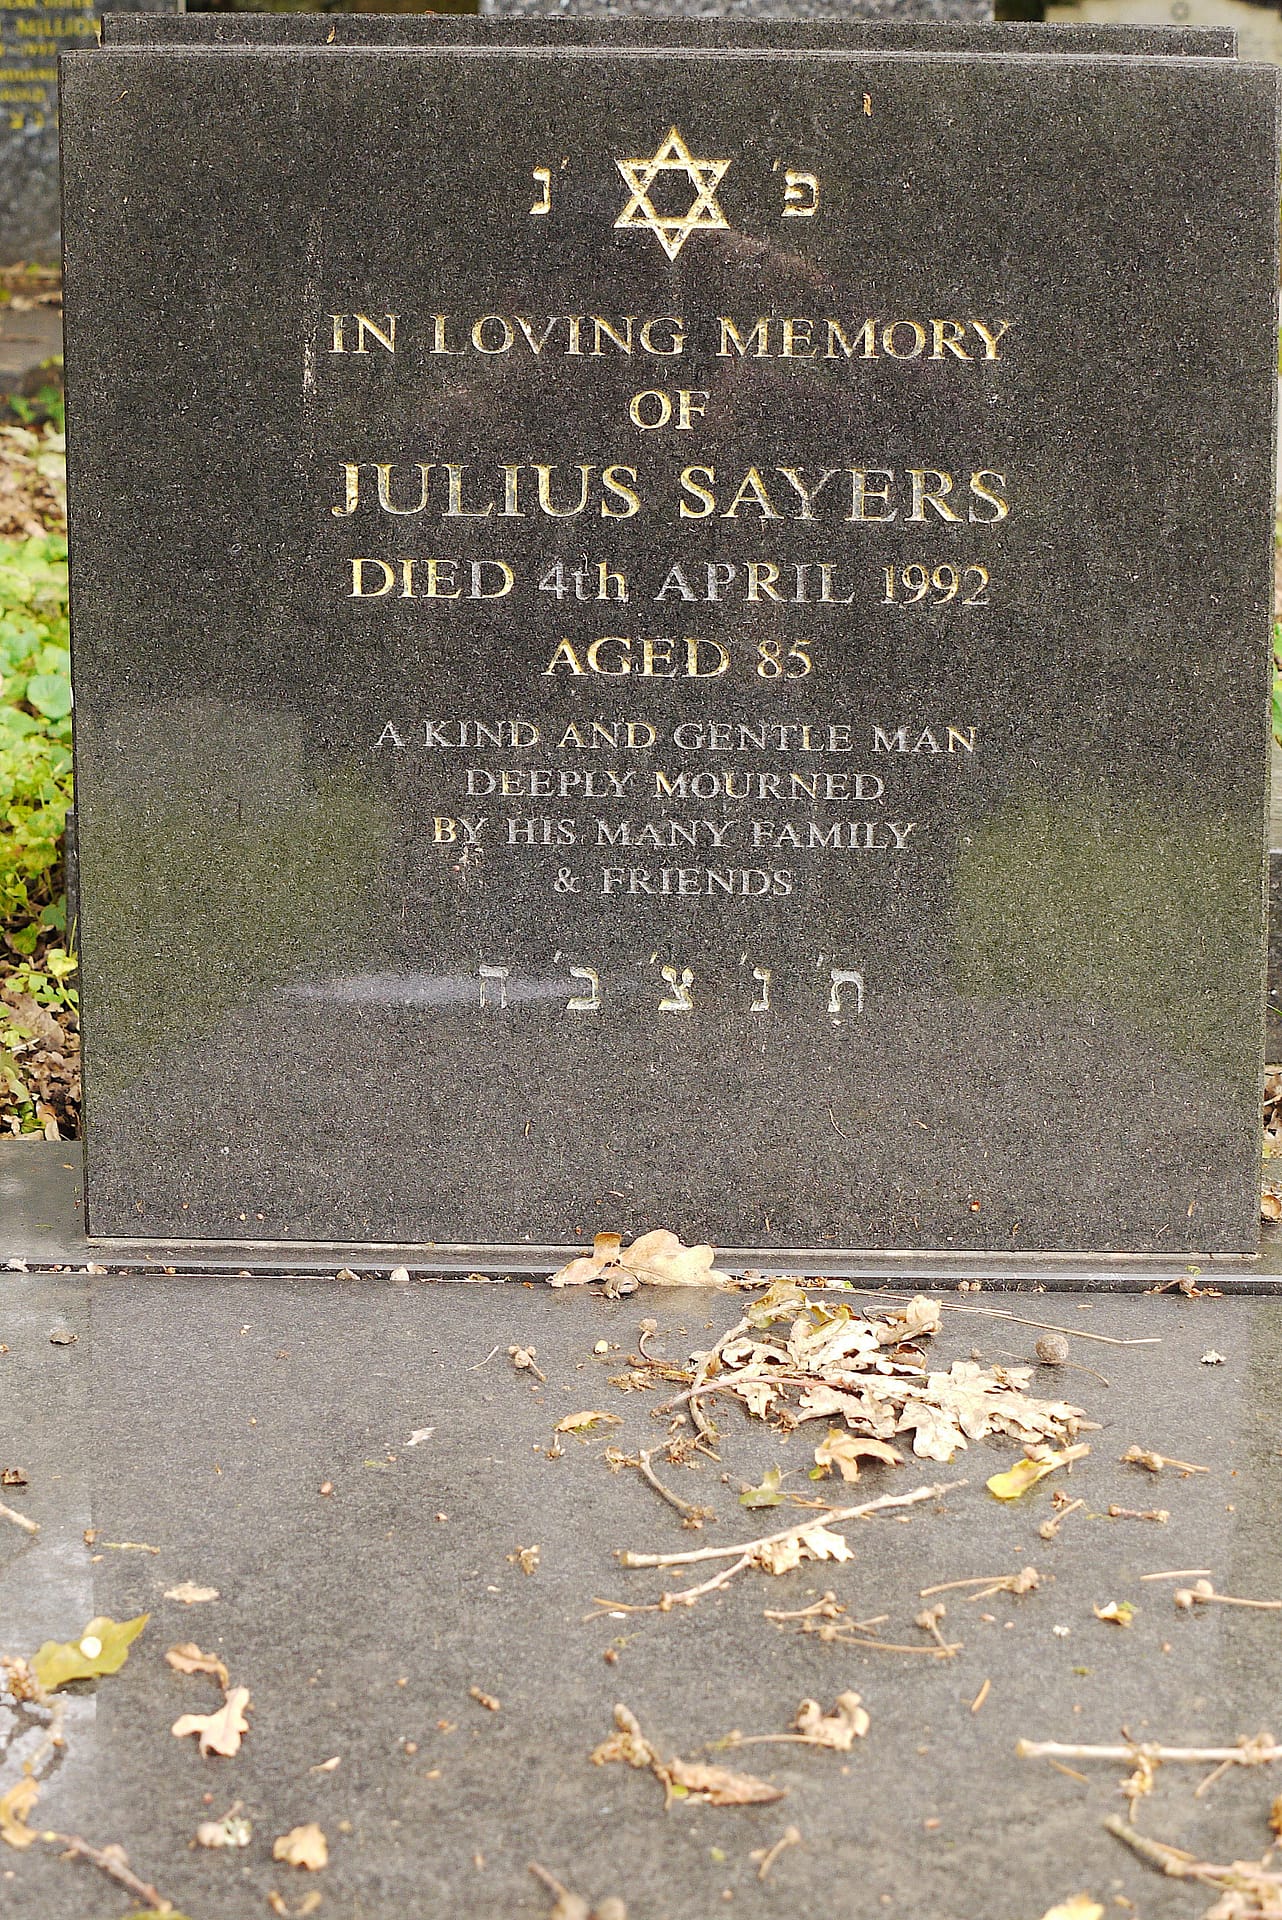 פ' נ'
IN LOVING MEMORY
OF
JULIUS SAYERS
DIED 4th APRIL 1992
AGED 85
A KIND AND GENTLE MAN
DEEPLY MOURNED
BY HIS MANY FAMILY
& FRIENDS
ת' נ' צ' ב' ה